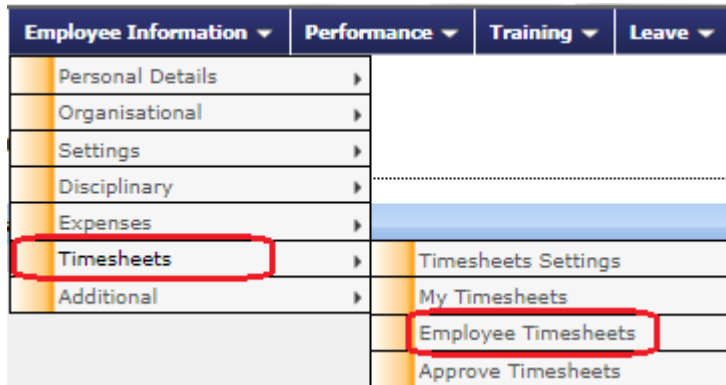 Employee Information Performance Training Leave
Personal Details
Organisational
Settings
Disciplinary
Expenses
Timesheets
Additional
Timesheets Settings
My Timesheets
Employee Timesheets
Approve Timesheets